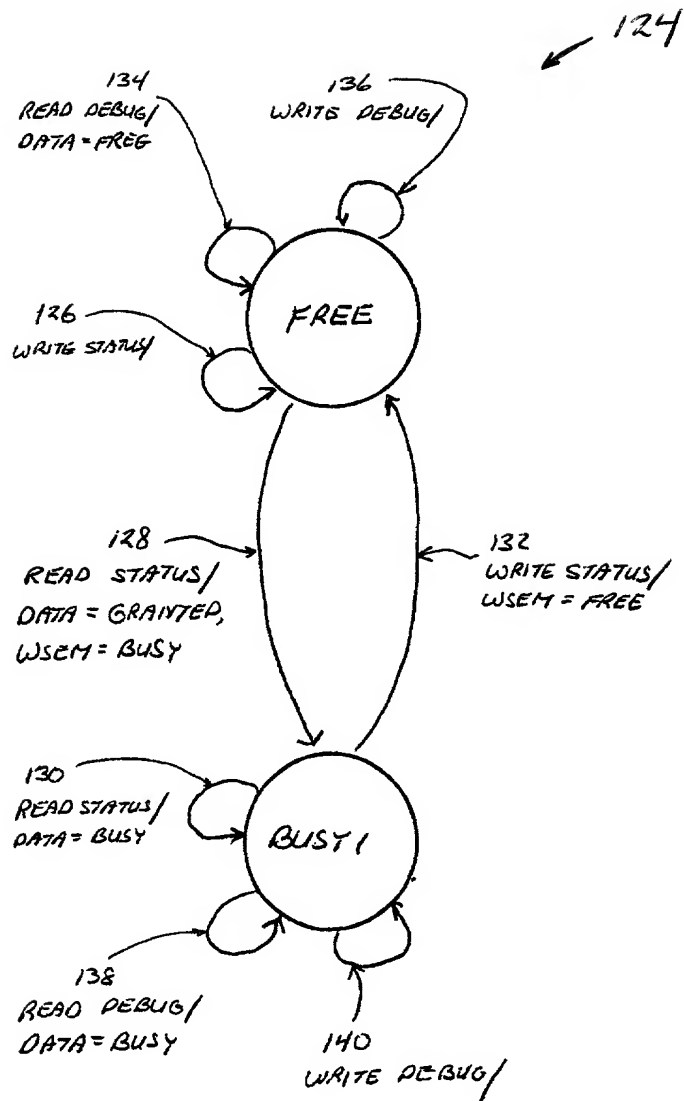 124
134
READ DEBUG/
DATA = FREG
136
WRITE DEBUG/
FREE
126
WRITE STATUS/
128
READ STATUS/
DATA = GRANTED,
WSEM = BUSY
132
WRITE STATUS/
WSEM = FREE
130
READ STATUS/
DATA = BUSY
BUSY1
138
READ DEBUG/
DATA = BUSY
140
WRITE DEBUG/